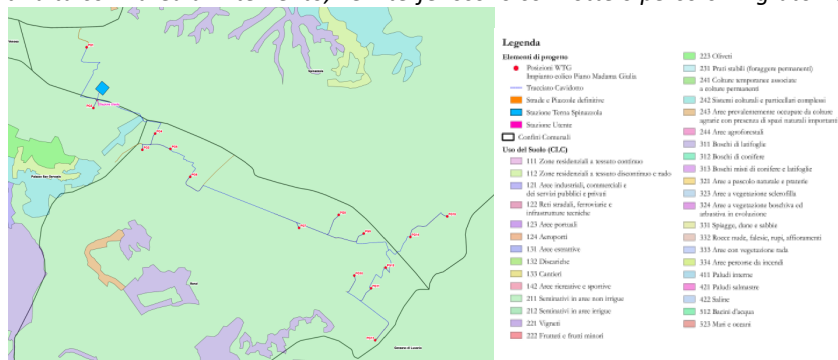 Legenda
Elementi di progetto
Posizioni WTG
Impianto eolico Piano Madama Giulia
Tracciato Cavidotto
Strade e Piazzole definitive
Stazione Terna Spinazzola
Stazione Utente
Confini Comunali
Uso del Suolo (CLC)
111 Zone residenziali a tessuto continuo
112 Zone residenziali a tessuto discontinuo e rado
121 Aree industriali, commerciali e
dei servizi pubblici e privati
122 Reti stradali, ferroviarie e
infrastrutture tecniche
123 Aree portuali
124 Aeroporti
131 Aree estrattive
132 Discariche
133 Cantieri
142 Aree ricreative e sportive
211 Seminativi in aree non irrigue
212 Seminativi in aree irrigue
221 Vigneti
222 Frutteti e frutti minori
223 Oliveti
231 Prati stabili (foraggere permanenti)
241 Colture temporanee associate
a colture permanenti
242 Sistemi colturali e particellari complessi
243 Aree prevalentemente occupate da colture
agrarie con presenza di spazi naturali importanti
244 Aree agroforestali
311 Boschi di latifoglie
312 Boschi di conifere
313 Boschi misti di conifere e latifoglie
321 Aree a pascolo naturale e praterie
323 Aree a vegetazione sclerofilla
324 Aree a vegetazione boschiva ed
arbustiva in evoluzione
331 Spiagge, dune e sabbie
332 Rocce nude, falesie, rupi, affioramenti
333 Aree con vegetazione rada
334 Aree percorse da incendi
411 Paludi interne
421 Paludi salmastre
422 Saline
512 Bacini d'acqua
523 Mari e oceani